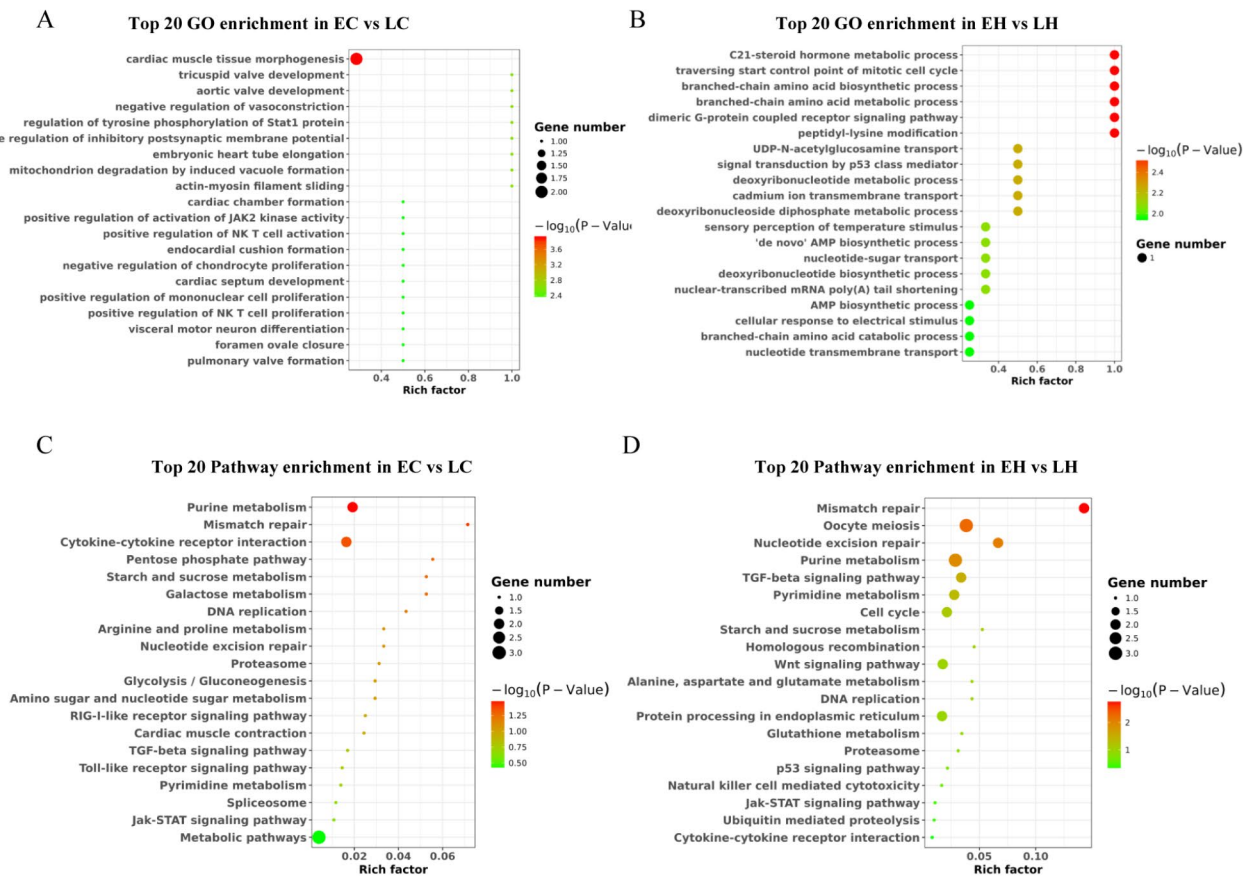 A
Top 20 GO enrichment in EC vs LC
cardiac muscle tissue morphogenesis
tricuspid valve development
aortic valve development
negative regulation of vasoconstriction
regulation of tyrosine phosphorylation of Stat1 protein
e regulation of inhibitory postsynaptic membrane potential
embryonic heart tube elongation
mitochondrion degradation by induced vacuole formation
actin-myosin filament sliding
cardiac chamber formation
positive regulation of activation of JAK2 kinase activity
positive regulation of NK T cell activation
endocardial cushion formation
negative regulation of chondrocyte proliferation
cardiac septum development
positive regulation of mononuclear cell proliferation
positive regulation of NK T cell proliferation
visceral motor neuron differentiation
foramen ovale closure
pulmonary valve formation
0.4 0.6 0.8 1.0
Rich factor
Gene number
1.00
1.25
1.50
1.75
2.00
−log10(P−Valu
3.6
3.2
2.8
2.4
B
Top 20 GO enrichment in EH vs LH
C21-steroid hormone metabolic process
traversing start control point of mitotic cell cycle
branched-chain amino acid biosynthetic process
branched-chain amino acid metabolic process
dimeric G-protein coupled receptor signaling pathway
peptidyl-lysine modification
UDP-N-acetylglucosamine transport
signal transduction by p53 class mediator
deoxyribonucleotide metabolic process
cadmium ion transmembrane transport
deoxyribonucleoside diphosphate metabolic process
sensory perception of temperature stimulus
'de novo' AMP biosynthetic process
nucleotide-sugar transport
deoxyribonucleotide biosynthetic process
nuclear-transcribed mRNA poly(A) tail shortening
AMP biosynthetic process
cellular response to electrical stimulus
branched-chain amino acid catabolic process
nucleotide transmembrane transport
0.4 0.6 0.8 1.0
Rich factor
−log10(P−Value)
2.4
2.2
2.0
Gene number
1
C
Top 20 Pathway enrichment in EC vs LC
Purine metabolism
Mismatch repair
Cytokine-cytokine receptor interaction
Pentose phosphate pathway
Starch and sucrose metabolism
Galactose metabolism
DNA replication
Arginine and proline metabolism
Nucleotide excision repair
Proteasome
Glycolysis / Gluconeogenesis
Amino sugar and nucleotide sugar metabolism
RIG-I-like receptor signaling pathway
Cardiac muscle contraction
TGF-beta signaling pathway
Toll-like receptor signaling pathway
Pyrimidine metabolism
Spliceosome
Jak-STAT signaling pathway
Metabolic pathways
0.02 0.04 0.06
Rich factor
Gene number
1.0
1.5
2.0
2.5
3.0
−log10(P−Value)
1.25
1.00
0.75
0.50
D
Top 20 Pathway enrichment in EH vs LH
Mismatch repair
Oocyte meiosis
Nucleotide excision repair
Purine metabolism
TGF-beta signaling pathway
Pyrimidine metabolism
Cell cycle
Starch and sucrose metabolism
Homologous recombination
Wnt signaling pathway
Alanine, aspartate and glutamate metabolism
DNA replication
Protein processing in endoplasmic reticulum
Glutathione metabolism
Proteasome
p53 signaling pathway
Natural killer cell mediated cytotoxicity
Jak-STAT signaling pathway
Ubiquitin mediated proteolysis
Cytokine-cytokine receptor interaction
0.05 0.10
Rich factor
Gene number
1.0
1.5
2.0
2.5
3.0
−log10(P−Value)
2
1